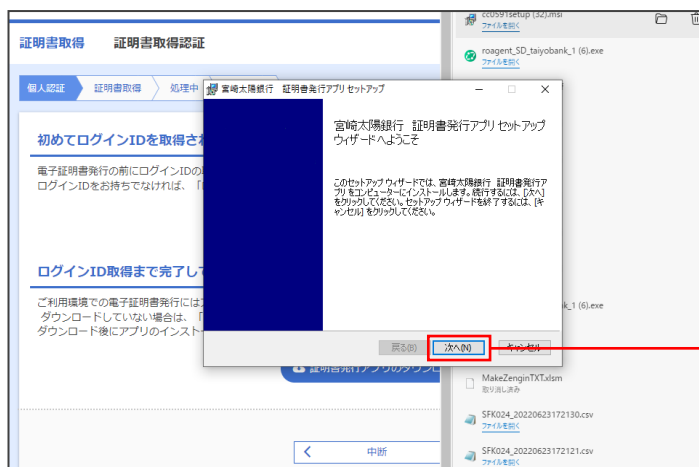 証明書取得 証明書取得認証
個人認証 証明書取得 処理中
初めてログインIDを取得さ
電子証明書発行の前にログインIDの
ログインIDをお持ちでなければ、「
ログインID取得まで完了し
ご利用環境での電子証明書発行には
ダウンロードしていない場合は、「
ダウンロード後にアプリのインスト
証明書発行アプリのダウンロ
中断
宮崎太陽銀行 証明書発行アプリ セットアップ
宮崎太陽銀行 証明書発行アプリ セットアップ
ウィザードへようこそ
このセットアップ ウィザードでは、宮崎太陽銀行 証明書発行ア
プリ をコンピューターにインストールします。続行するには、[次へ]
をクリックしてください。セットアップ ウィザードを終了するには、[キ
ャンセル] をクリックしてください。
戻る(B) 次へ(N) キャンセル
cc0591setup (32).msi
ファイルを開く
roagent_SD_taiyobank_1 (6).exe
ファイルを開く
k_1 (6).exe
MakeZenginTXT.xlsm
取り消し済み
SFK024_20220623172130.csv
ファイルを開く
SFK024_20220623172121.csv
ファイルを開く